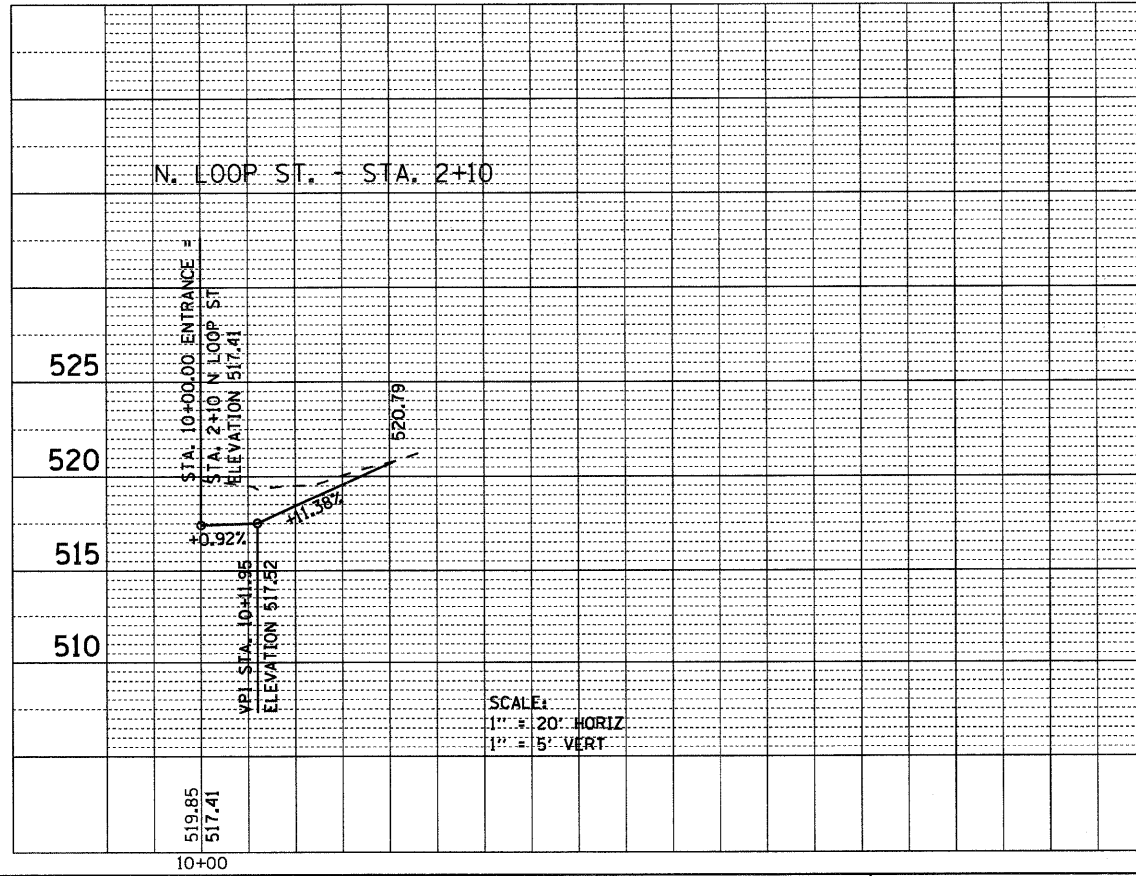 N. LOOP ST. - STA. 2+10
STA. 10+00.00 ENTRANCE =
STA. 2+10 N LOOP ST
ELEVATION 517.41
525
520.79
520
+11.38%
+0.92%
515
VPI STA. 10+11.95
ELEVATION 517.52
510
SCALE:
1" = 20' HORIZ
1" = 5' VERT
519.85
517.41
10+00